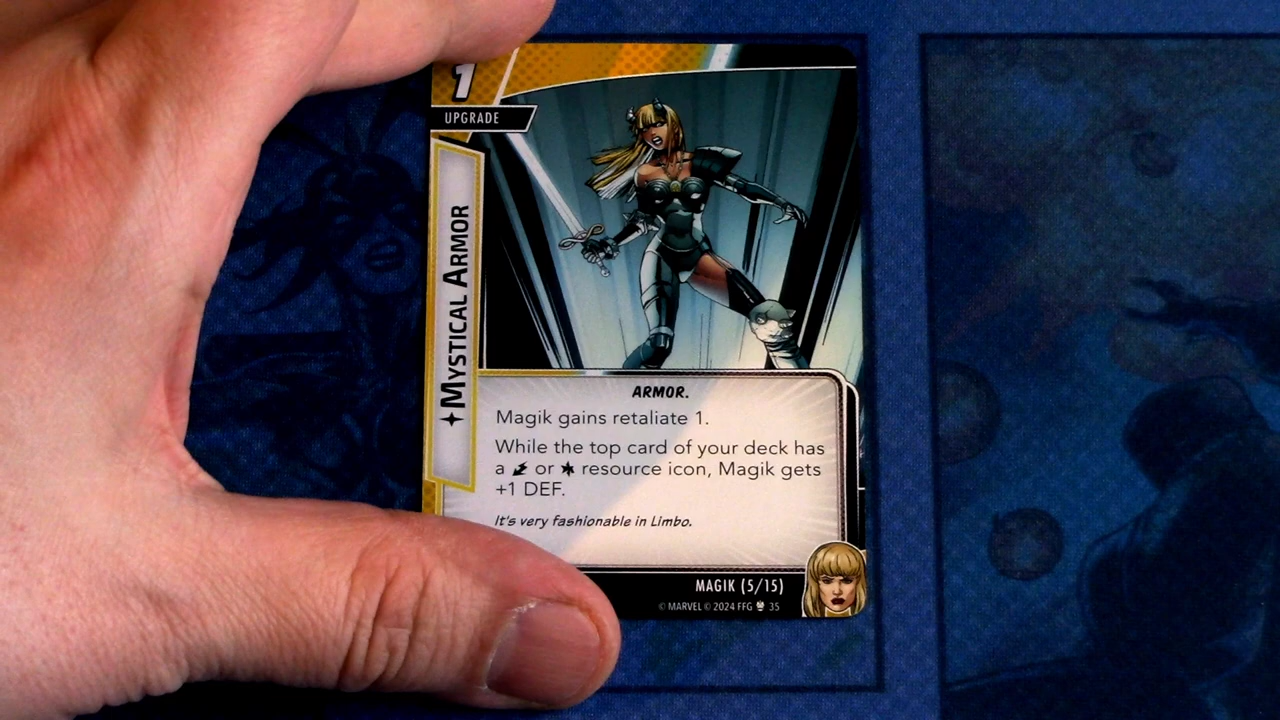 1
UPGRADE
MYSTICAL ARMOR
ARMOR.
Magik gains retaliate 1.
While the top card of your deck has
a or resource icon, Magik gets
+1 DEF.
It's very fashionable in Limbo.
MAGIK (5/15)
© MARVEL © 2024 FFG 35